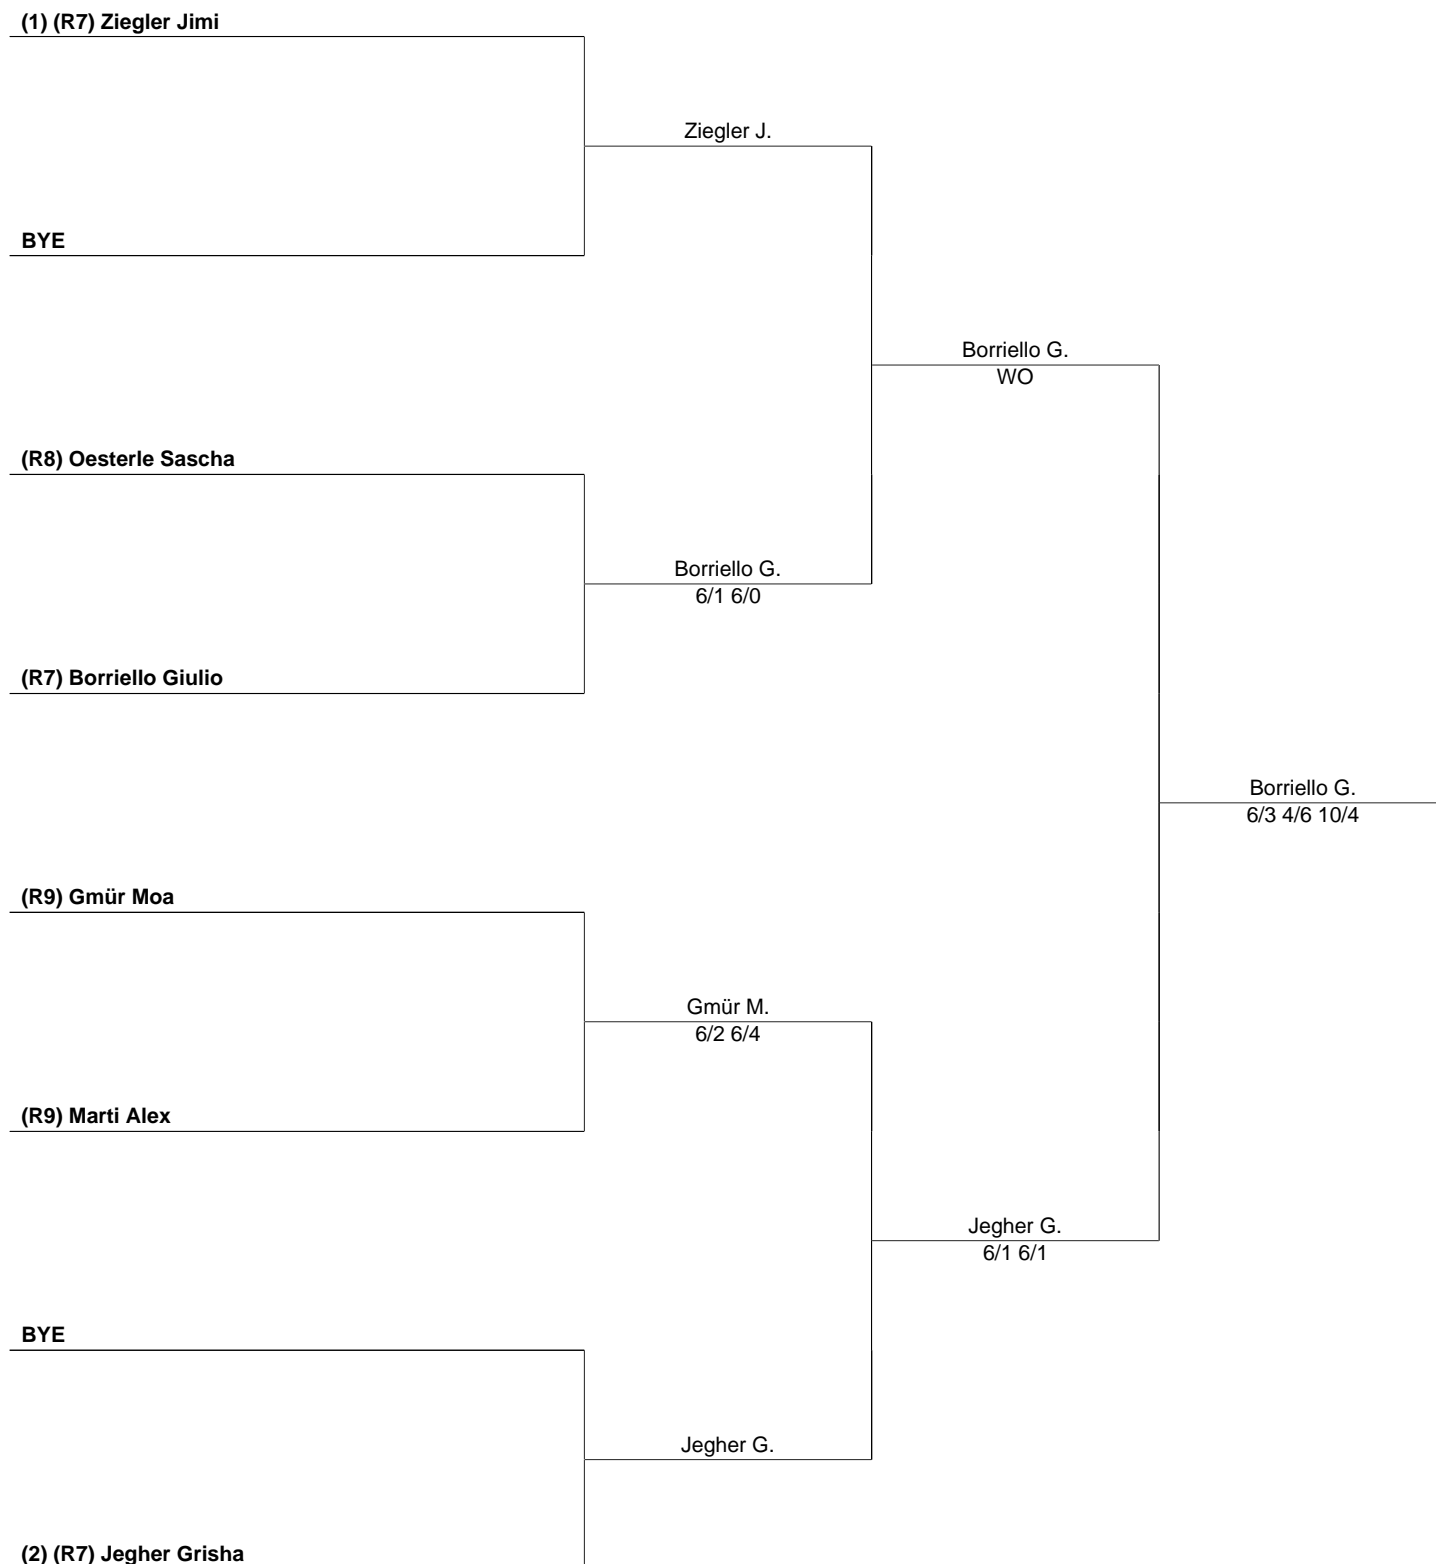 (1) (R7) Ziegler Jimi
Ziegler J.
BYE
Borriello G.
WO
(R8) Oesterle Sascha
Borriello G.
6/1 6/0
(R7) Borriello Giulio
Borriello G.
6/3 4/6 10/4
(R9) Gmür Moa
Gmür M.
6/2 6/4
(R9) Marti Alex
Jegher G.
6/1 6/1
BYE
Jegher G.
(2) (R7) Jegher Grisha